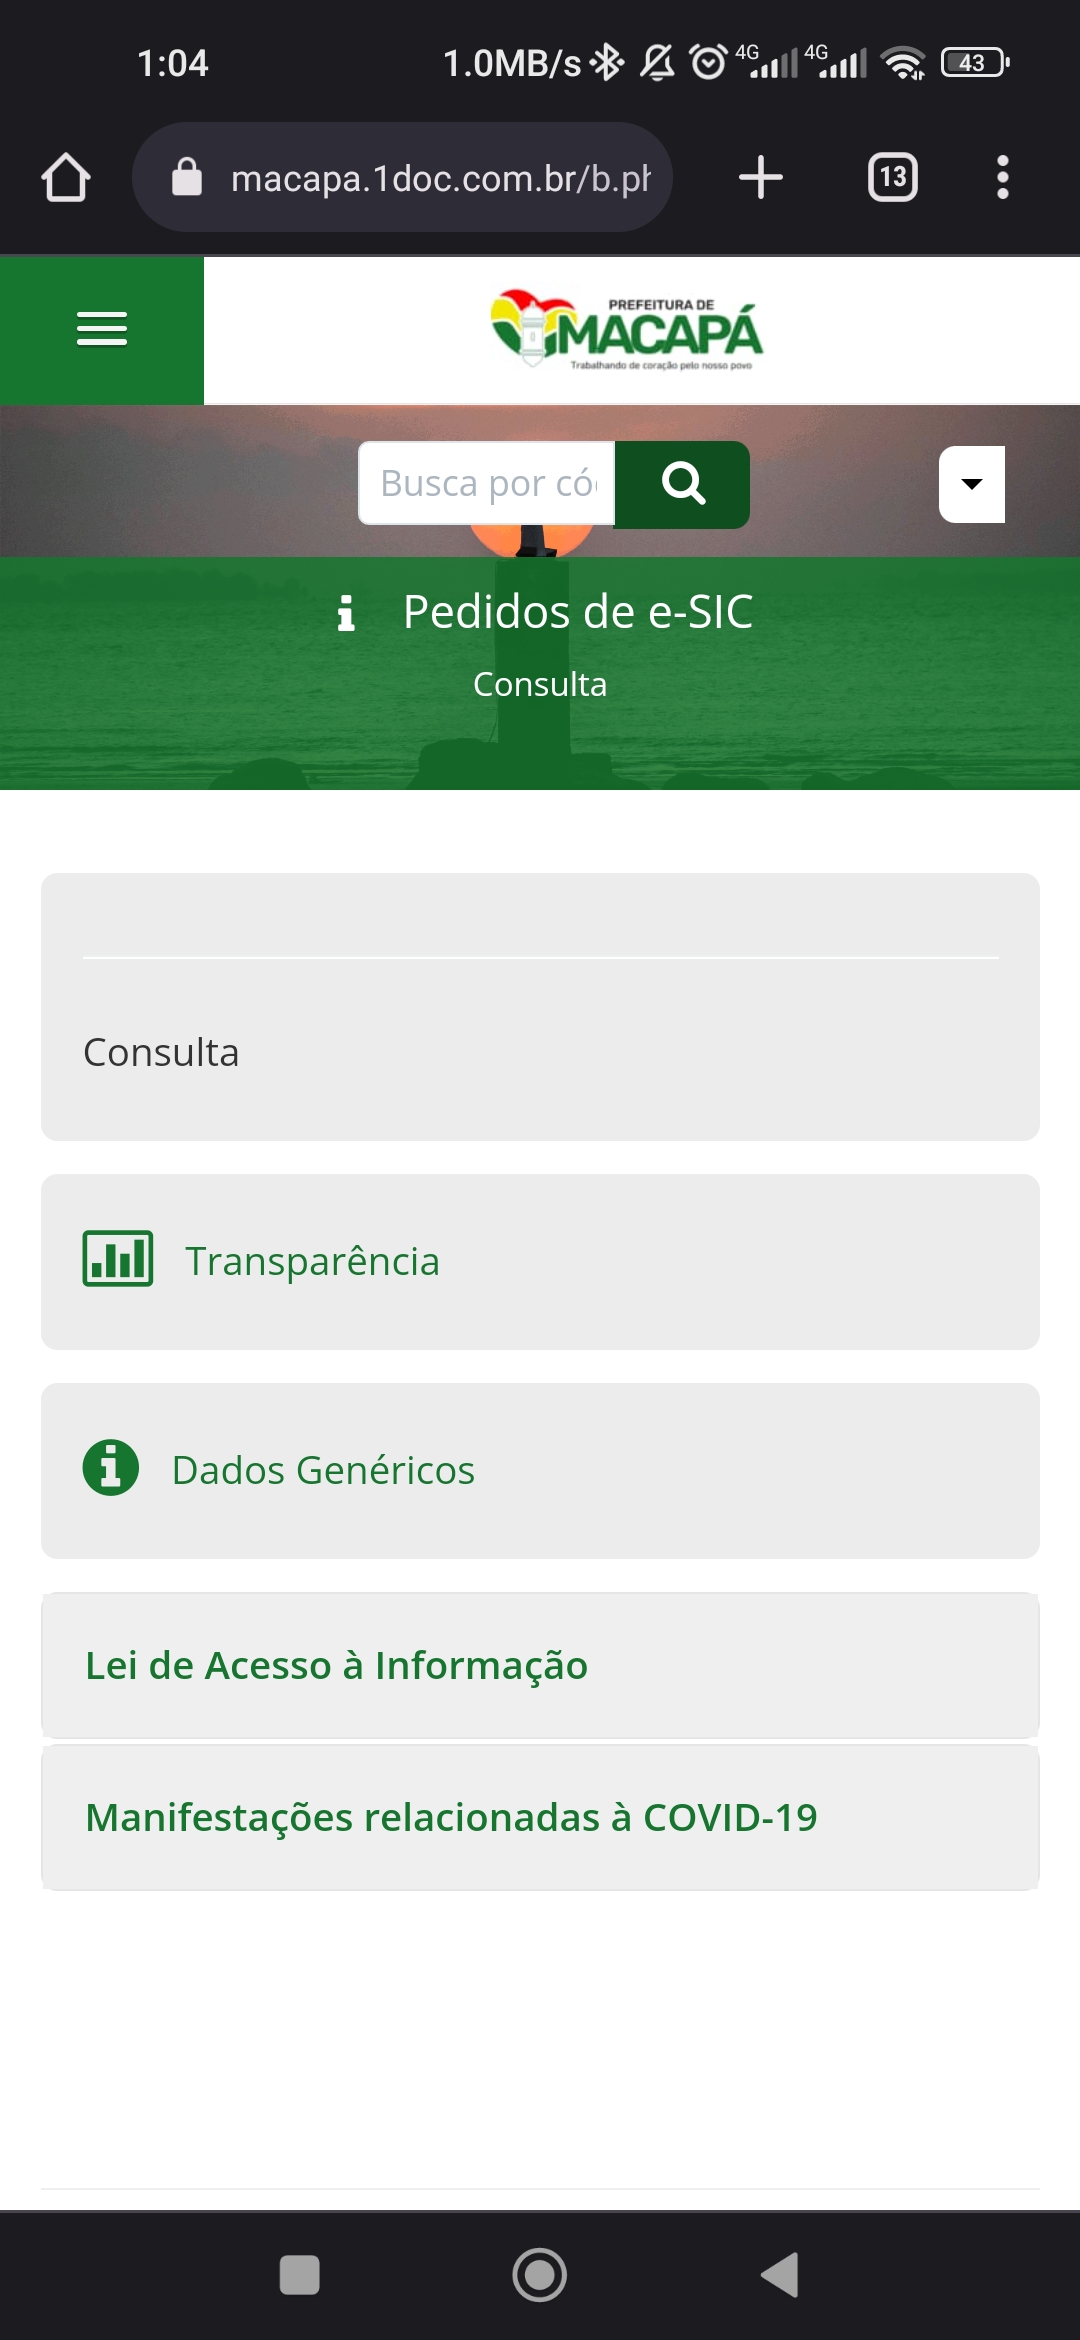 1:04 1.0MB/s 4G 4G 43
macapa.1doc.com.br/b.ph
13
PREFEITURA DE
MACAPÁ
Trabalhando de coração pelo nosso povo
Busca por có
Pedidos de e-SIC
Consulta
Consulta
Transparência
Dados Genéricos
Lei de Acesso à Informação
Manifestações relacionadas à COVID-19